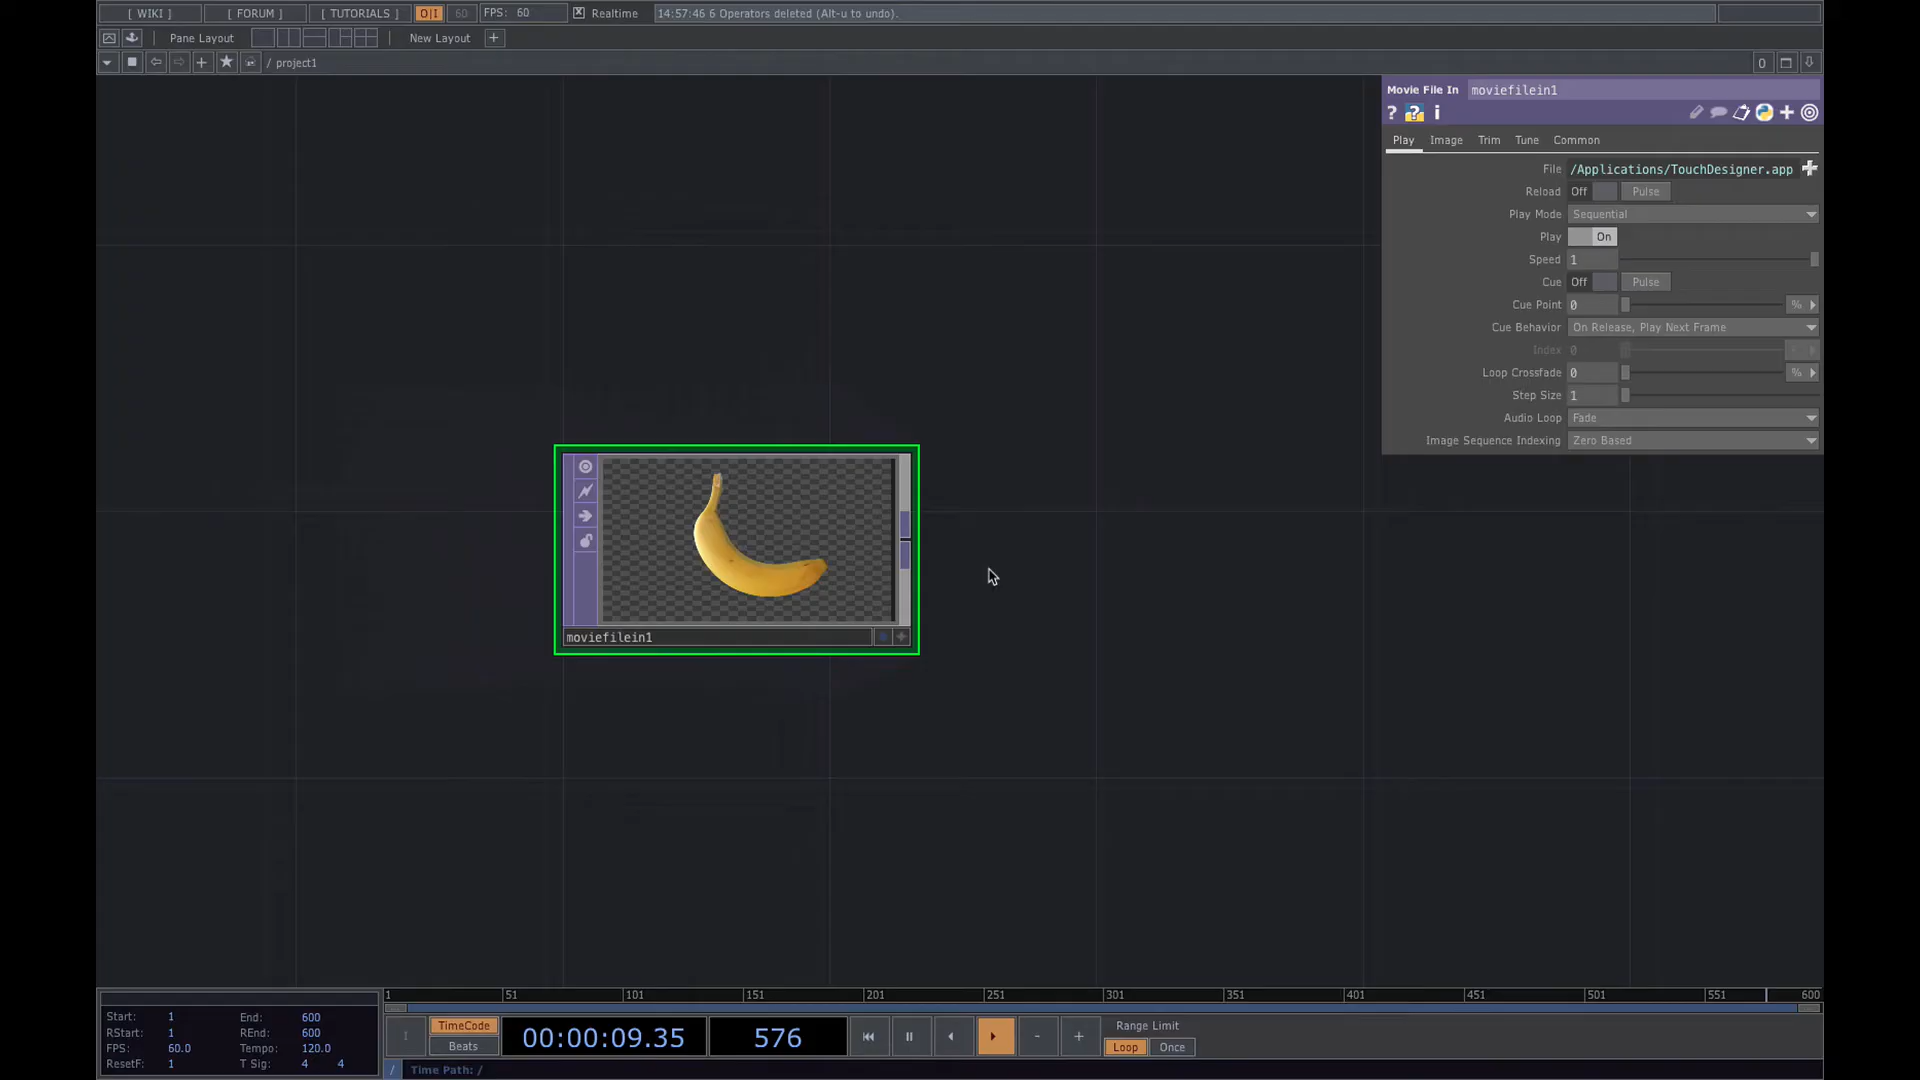 [ WIKI ] [ FORUM ] [ TUTORIALS ] O|I 60 FPS: 60 Realtime 14:57:46 6 Operators deleted (Alt-u to undo).
Pane Layout New Layout +
/ project1 0
Movie File In moviefilein1
? ? i
Play Image Trim Tune Common
File /Applications/TouchDesigner.app
Reload Off Pulse
Play Mode Sequential
Play On
Speed 1
Cue Off Pulse
Cue Point 0 %
Cue Behavior On Release, Play Next Frame
Index 0
Loop Crossfade 0 %
Step Size 1
Audio Loop Fade
Image Sequence Indexing Zero Based
moviefilein1
1 51 101 151 201 251 301 351 401 451 501 551 600
Start: 1 End: 600
RStart: 1 REnd: 600
FPS: 60.0 Tempo: 120.0
ResetF: 1 T Sig: 4 4
TimeCode
Beats
00:00:09.35 576
- +
Range Limit
Loop Once
/ Time Path: /